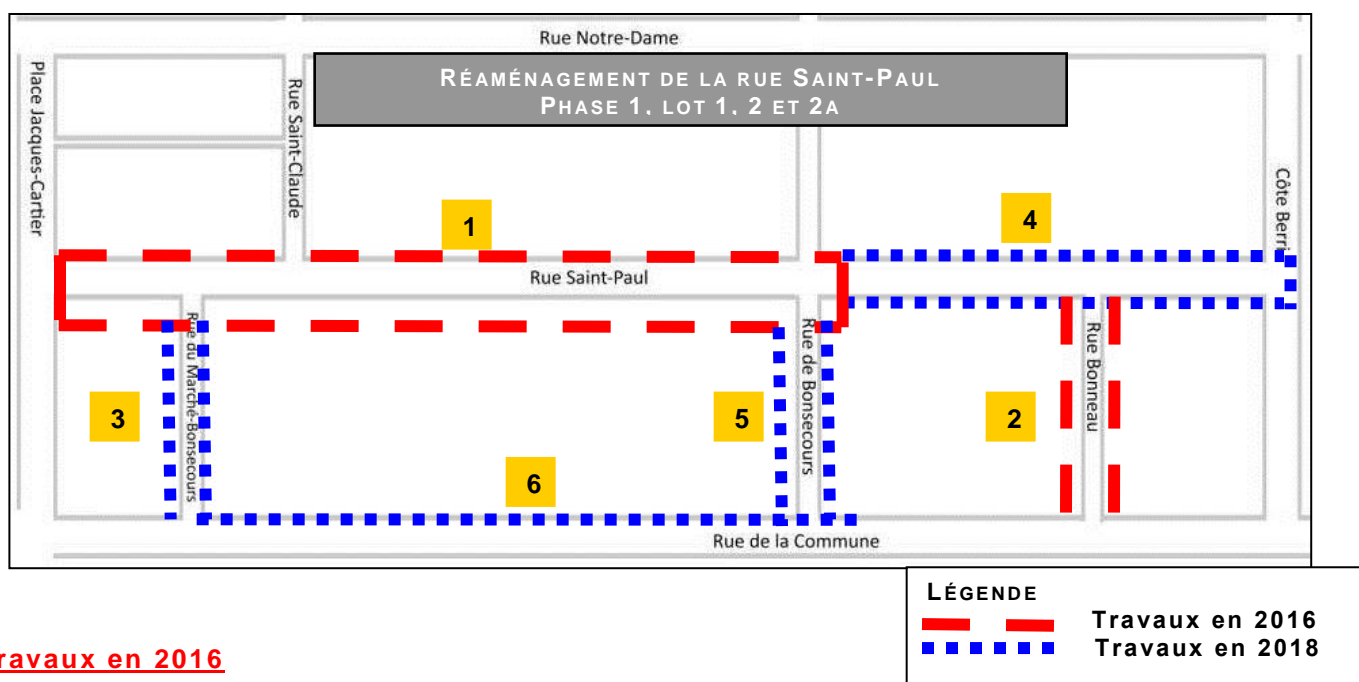 Rue Notre-Dame
RÉAMÉNAGEMENT DE LA RUE SAINT-PAUL
PHASE 1, LOT 1, 2 ET 2A
Place Jacques-Cartier
Rue Saint-Claude
Côte Berri
1
4
Rue Saint-Paul
Rue du Marché-Bonsecours
Rue de Bonsecours
Rue Bonneau
3
5
2
6
Rue de la Commune
LÉGENDE
Travaux en 2016
Travaux en 2018
ravaux en 2016